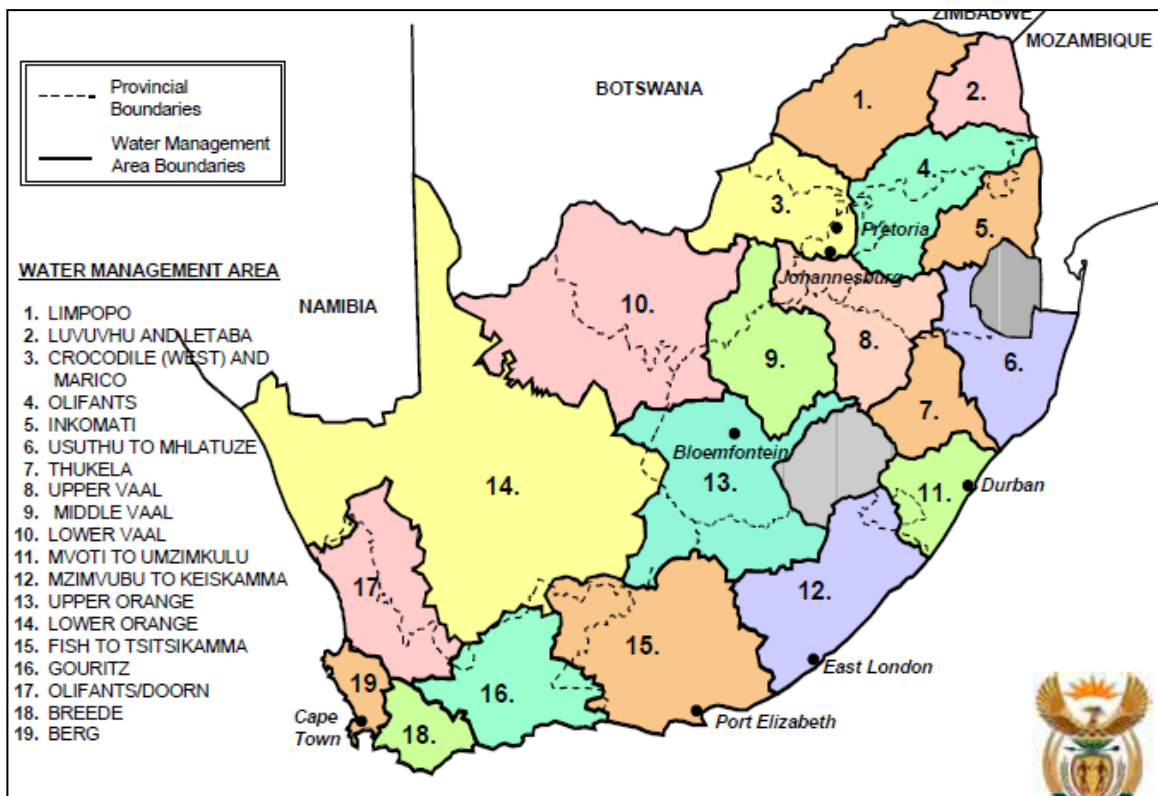 ZIMBABWE
MOZAMBIQUE
BOTSWANA
NAMIBIA
Provincial
Boundaries
Water Management
Area Boundaries
WATER MANAGEMENT AREA
1. LIMPOPO
2. LUVUVHU AND LETABA
3. CROCODILE (WEST) AND
MARICO
4. OLIFANTS
5. INKOMATI
6. USUTHU TO MHLATUZE
7. THUKELA
8. UPPER VAAL
9. MIDDLE VAAL
10. LOWER VAAL
11. MVOTI TO UMZIMKULU
12. MZIMVUBU TO KEISKAMMA
13. UPPER ORANGE
14. LOWER ORANGE
15. FISH TO TSITSIKAMMA
16. GOURITZ
17. OLIFANTS/DOORN
18. BREEDE
19. BERG
1.
2.
4.
3.
Pretoria
5.
Johannesburg
10.
8.
9.
6.
7.
Bloemfontein
13.
14.
11.
Durban
17.
12.
15.
East London
16.
19.
Port Elizabeth
Cape
Town
18.